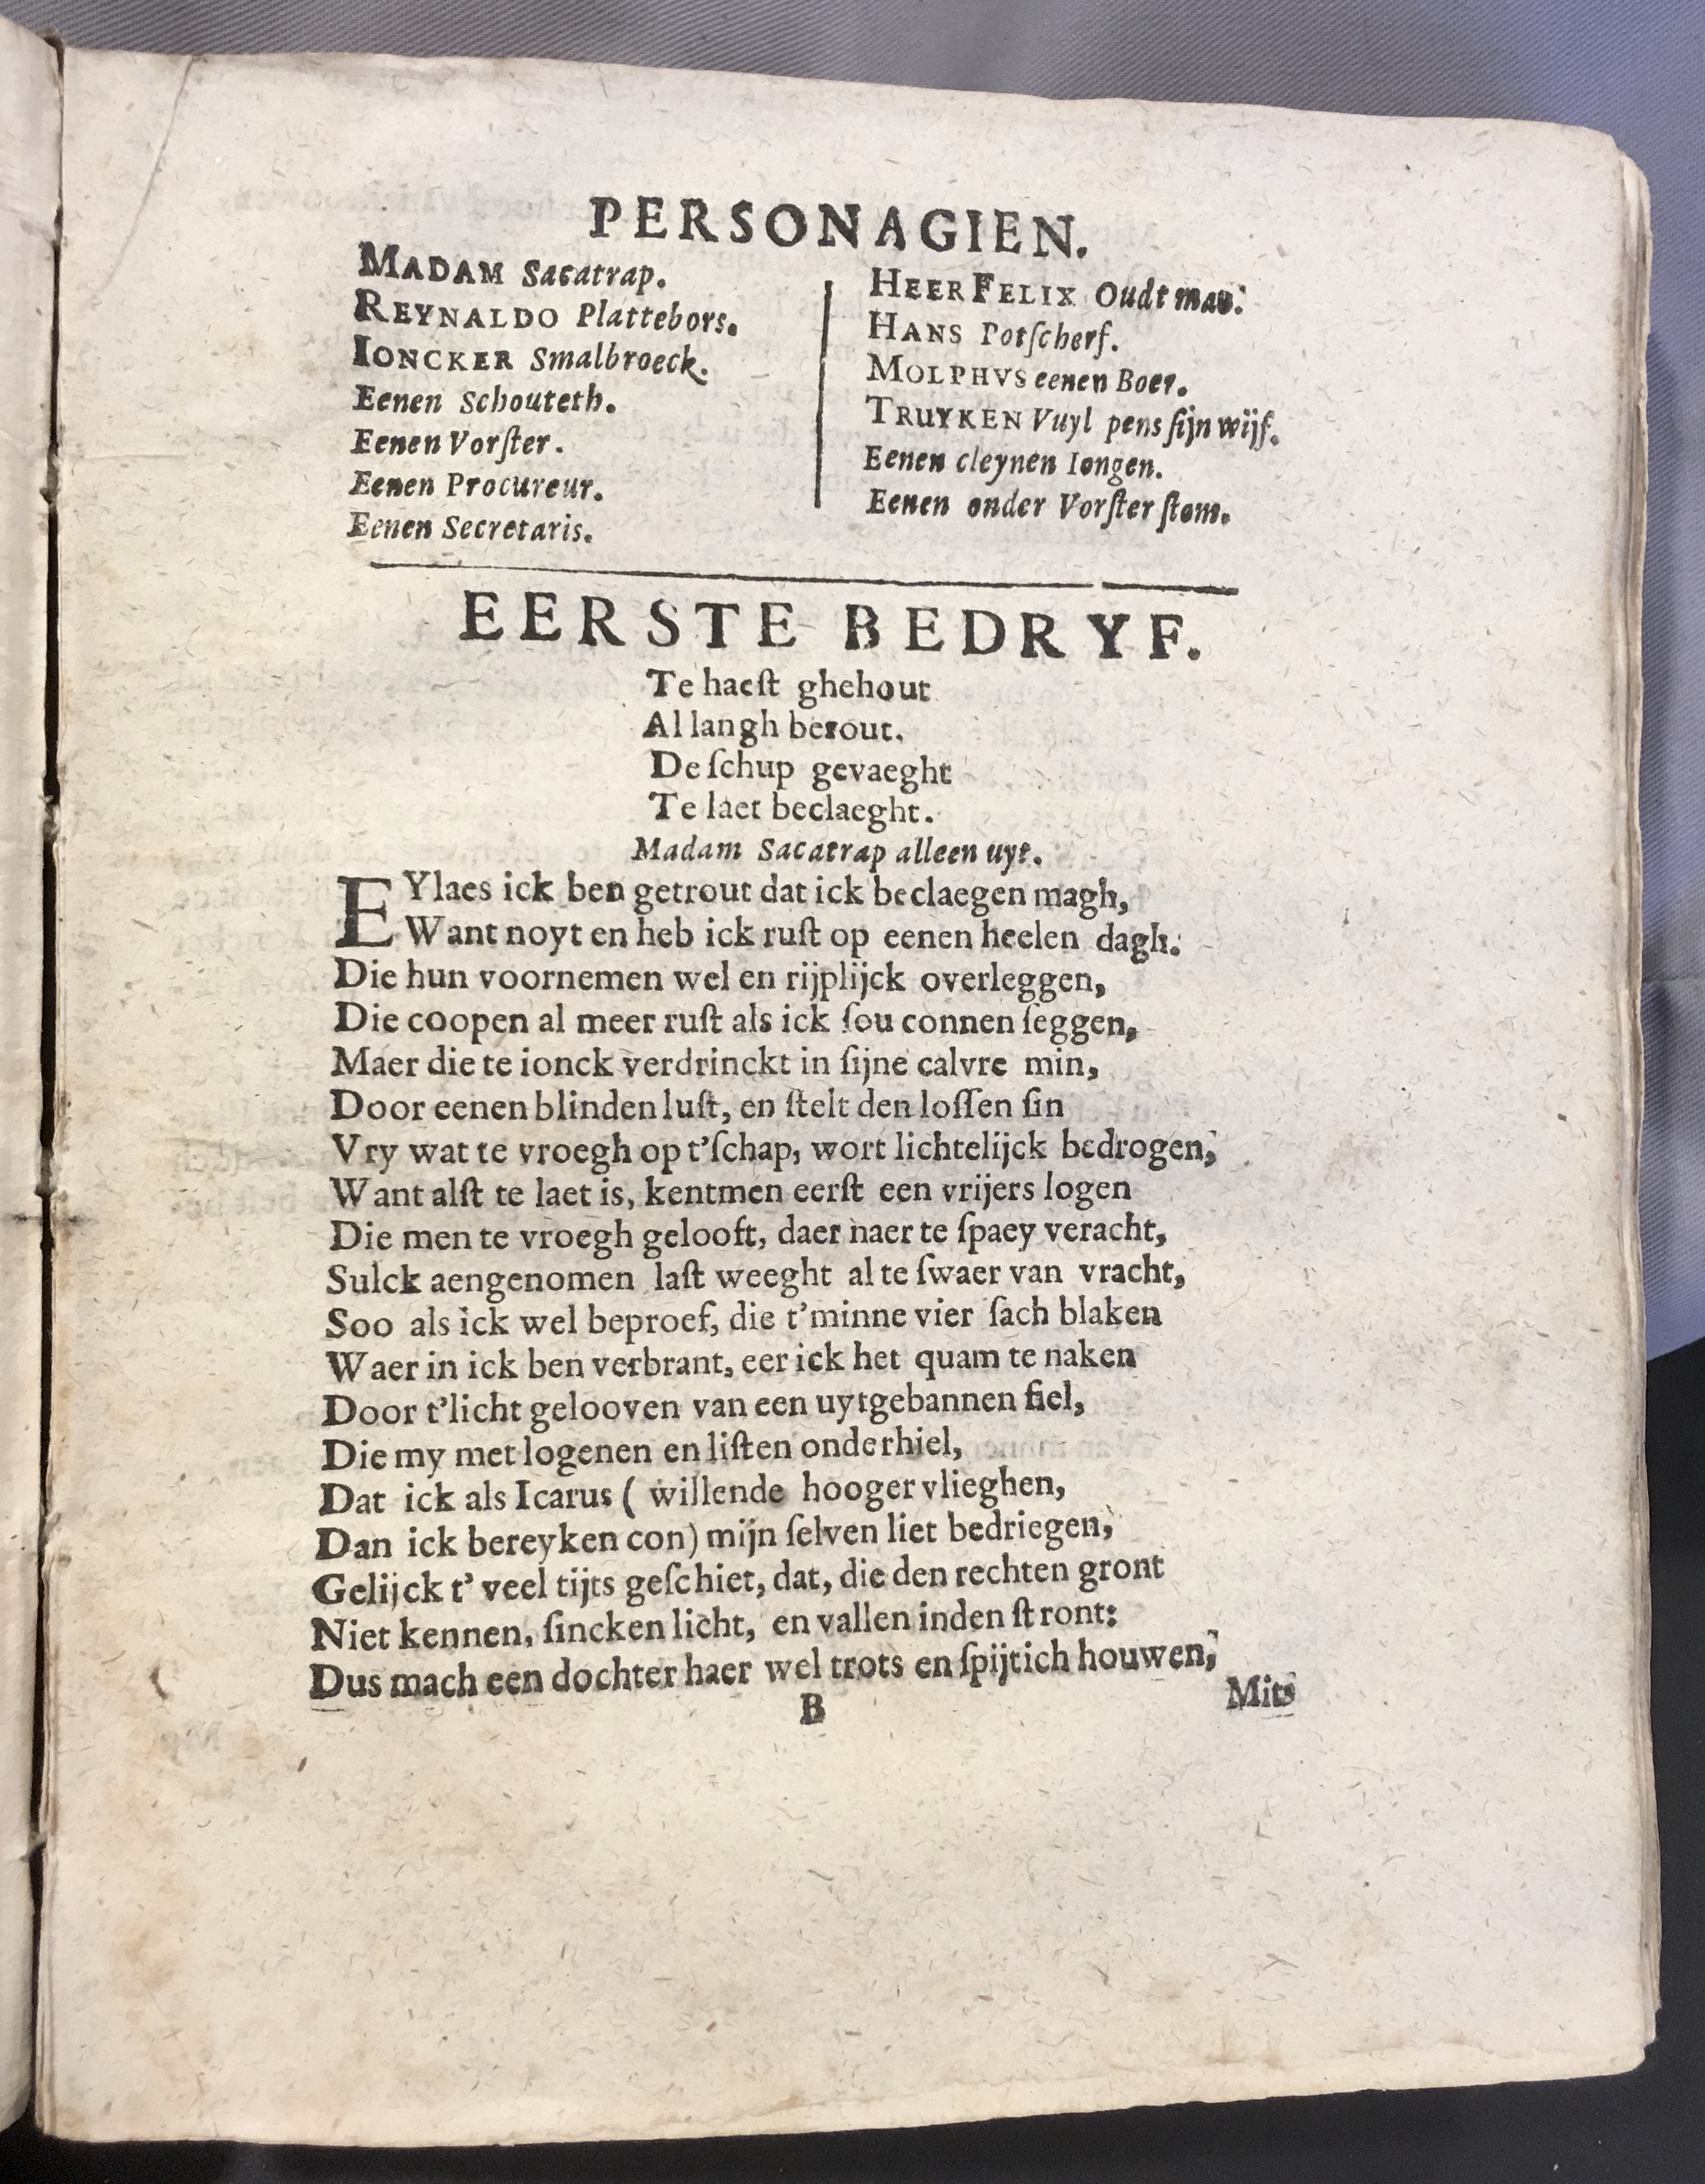 PERSONAGIEN.
MADAM Sacatrap.
REYNALDO Plattebors.
IONCKER Smalbroeck.
Eenen Schouteth.
Eenen Vorſter.
Eenen Procureur.
Eenen Secretaris.
HEER FELIX Oudt mau.
HANS Potſcherf.
MOLPHVS eenen Boer.
TRUYKEN Vuyl pens ſijn wijf.
Eenen cleynen Iongen.
Eenen onder Vorſter ſtom.
EERSTE BEDRYF.
Te haeſt ghehout
Al langh berout.
De ſchup gevaeght
Te laet beclaeght.
Madam Sacatrap alleen uyt.
EYlaes ick ben getrout dat ick beclaegen magh,
Want noyt en heb ick ruſt op eenen heelen dagh.
Die hun voornemen wel en rijplijck overleggen,
Die coopen al meer ruſt als ick ſou connen ſeggen,
Maer die te ionck verdrinckt in ſijne calvre min,
Door eenen blinden luſt, en ſtelt den loſſen ſin
Vry wat te vroegh op t'ſchap, wort lichtelijck bedrogen,
Want alſt te laet is, kentmen eerſt een vrijers logen
Die men te vroegh gelooft, daer naer te ſpaey veracht,
Sulck aengenomen laſt weeght al te ſwaer van vracht,
Soo als ick wel beproef, die t'minne vier ſach blaken
Waer in ick ben verbrant, eer ick het quam te naken
Door t'licht gelooven van een uytgebannen fiel,
Die my met logenen en liſten onderhiel,
Dat ick als Icarus ( willende hooger vlieghen,
Dan ick bereyken con) mijn ſelven liet bedriegen,
Gelijck t' veel tijts geſchiet, dat, die den rechten gront
Niet kennen, ſincken licht, en vallen inden ſtront:
Dus mach een dochter haer wel trots en ſpijtich houwen,
B
Mits